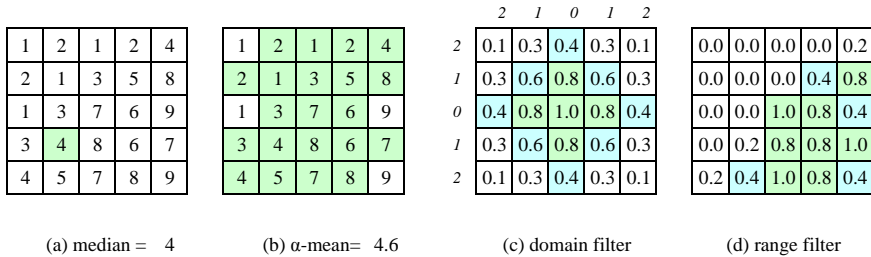 2 1 0 1 2
1 2 1 2 4 1 2 1 2 4 2 0.1 0.3 0.4 0.3 0.1 0.0 0.0 0.0 0.0 0.2
2 1 3 5 8 2 1 3 5 8 1 0.3 0.6 0.8 0.6 0.3 0.0 0.0 0.0 0.4 0.8
1 3 7 6 9 1 3 7 6 9 0 0.4 0.8 1.0 0.8 0.4 0.0 0.0 1.0 0.8 0.4
3 4 8 6 7 3 4 8 6 7 1 0.3 0.6 0.8 0.6 0.3 0.0 0.2 0.8 0.8 1.0
4 5 7 8 9 4 5 7 8 9 2 0.1 0.3 0.4 0.3 0.1 0.2 0.4 1.0 0.8 0.4
(a) median = 4 (b) α-mean= 4.6 (c) domain filter (d) range filter